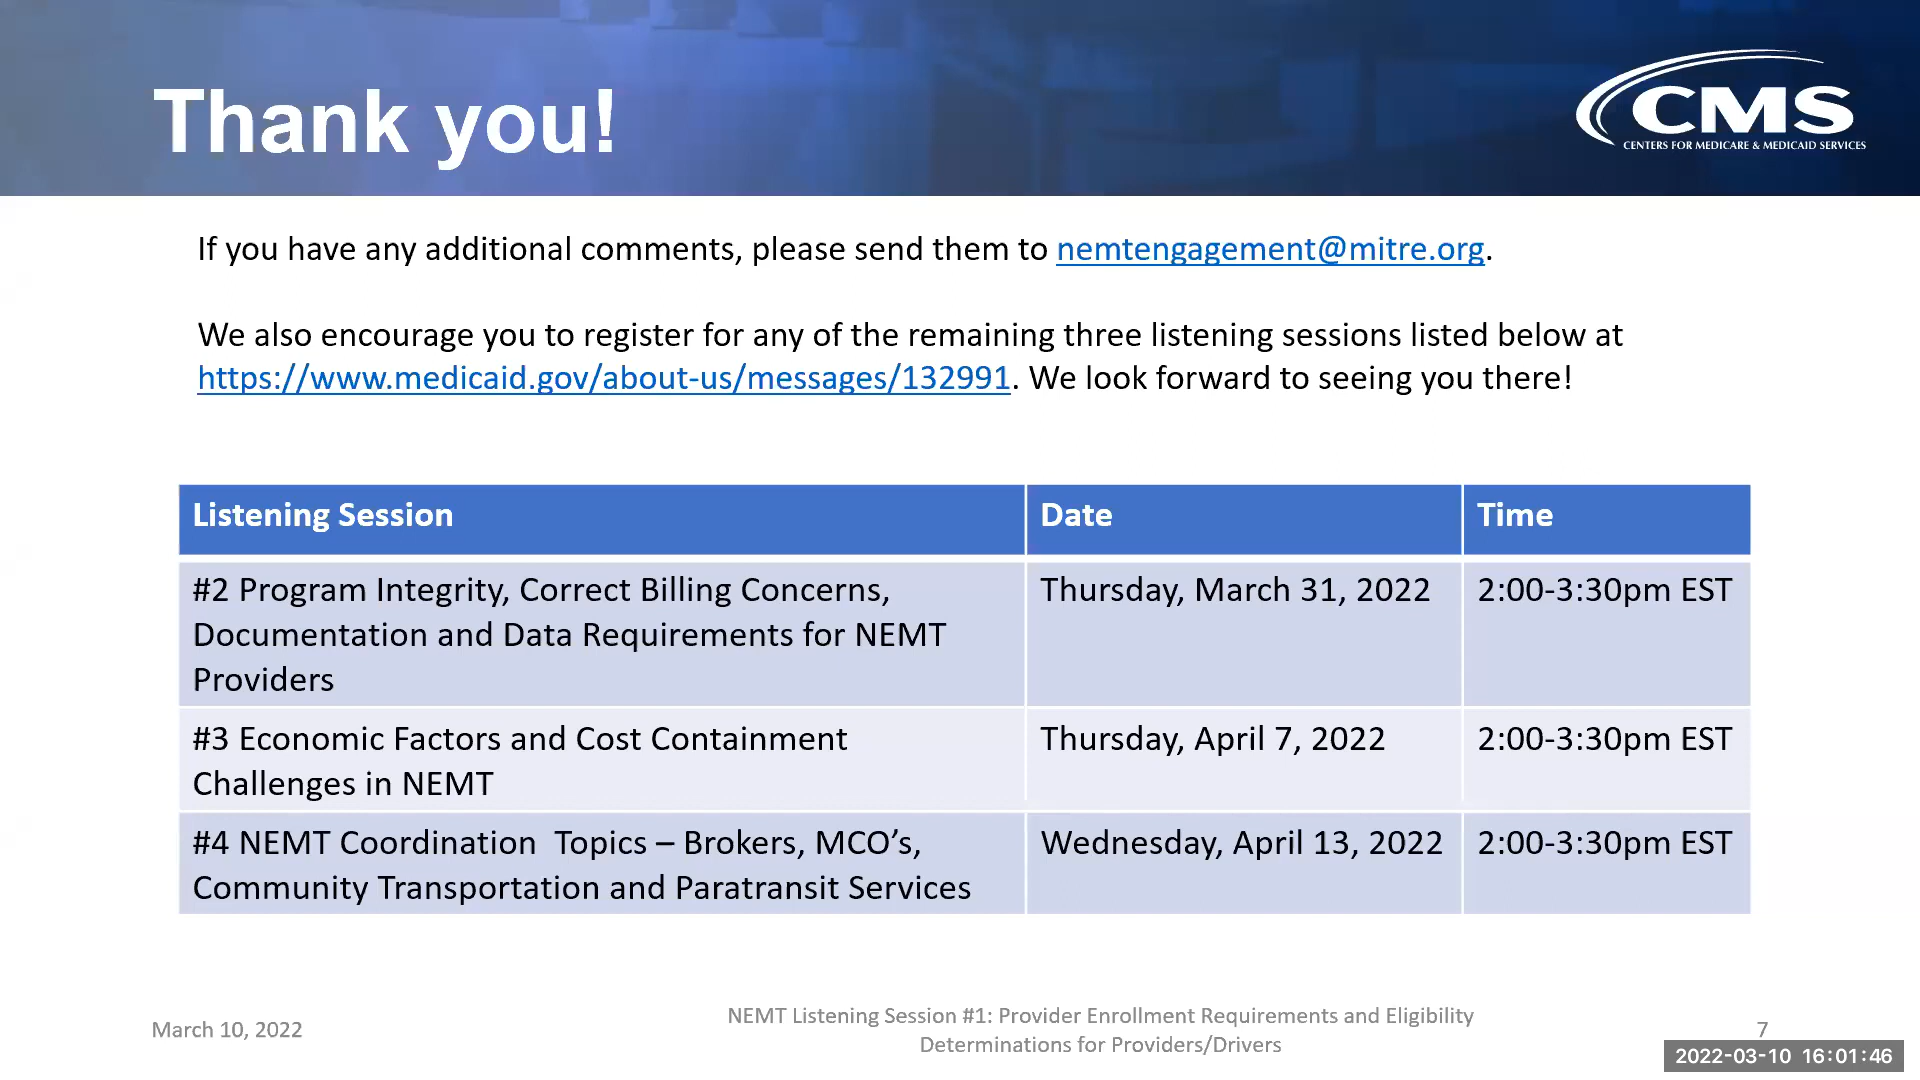 Thank you!
CMS
CENTERS FOR MEDICARE & MEDICAID SERVICES
If you have any additional comments, please send them to nemtengagement@mitre.org.
We also encourage you to register for any of the remaining three listening sessions listed below at
https://www.medicaid.gov/about-us/messages/132991. We look forward to seeing you there!
Listening Session Date Time
#2 Program Integrity, Correct Billing Concerns, Thursday, March 31, 2022 2:00-3:30pm EST
Documentation and Data Requirements for NEMT
Providers
#3 Economic Factors and Cost Containment Thursday, April 7, 2022 2:00-3:30pm EST
Challenges in NEMT
#4 NEMT Coordination  Topics – Brokers, MCO’s, Wednesday, April 13, 2022 2:00-3:30pm EST
Community Transportation and Paratransit Services
March 10, 2022
NEMT Listening Session #1: Provider Enrollment Requirements and Eligibility
Determinations for Providers/Drivers
7
2022-03-10 16:01:46